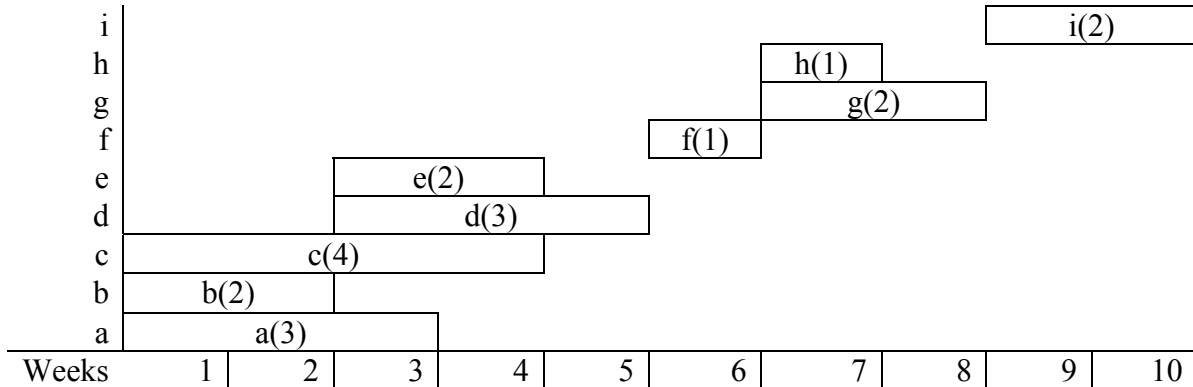 i i(2)
h h(1)
g g(2)
f f(1)
e e(2)
d d(3)
c c(4)
b b(2)
a a(3)
Weeks 1 2 3 4 5 6 7 8 9 10